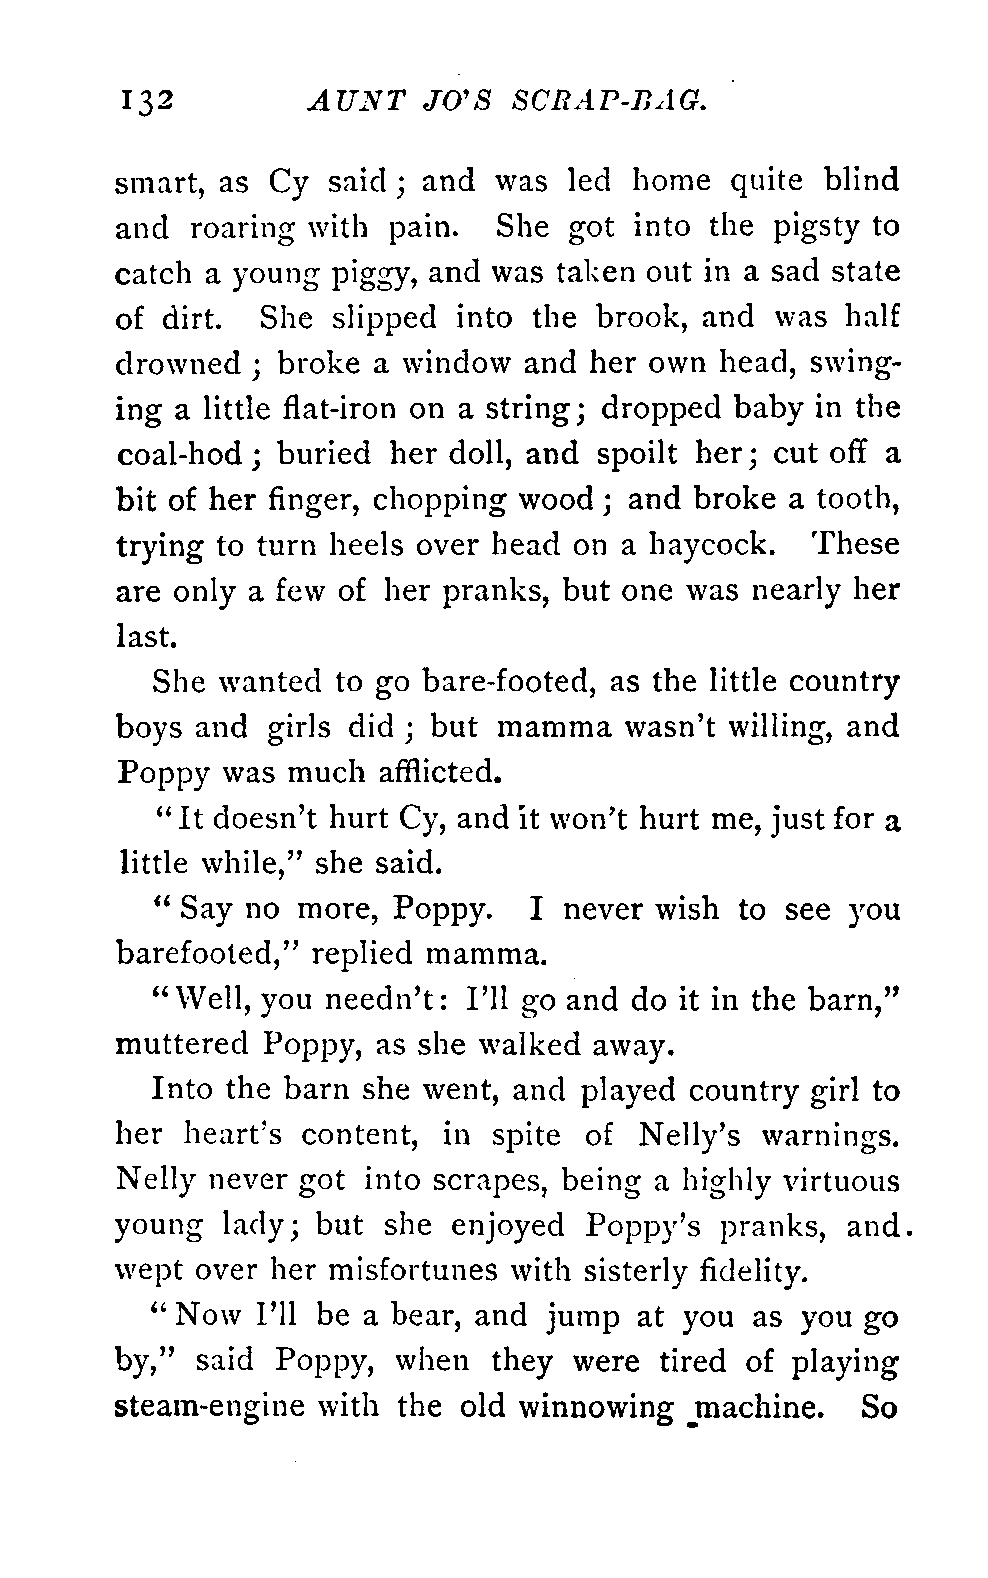 132 AUNT JO'S SCRAP-BAG.
smart, as Cy said; and was led home quite blind
and roaring with pain. She got into the pigsty to
catch a young piggy, and was taken out in a sad state
of dirt. She slipped into the brook, and was half
drowned; broke a window and her own head, swing-
ing a little flat-iron on a string; dropped baby in the
coal-hod; buried her doll, and spoilt her; cut off a
bit of her finger, chopping wood; and broke a tooth,
trying to turn heels over head on a haycock. These
are only a few of her pranks, but one was nearly her
last.
She wanted to go bare-footed, as the little country
boys and girls did; but mamma wasn't willing, and
Poppy was much afflicted.
"It doesn't hurt Cy, and it won't hurt me, just for a
little while," she said.
"Say no more, Poppy. I never wish to see you
barefooted," replied mamma.
"Well, you needn't: I'll go and do it in the barn,"
muttered Poppy, as she walked away.
Into the barn she went, and played country girl to
her heart's content, in spite of Nelly's warnings.
Nelly never got into scrapes, being a highly virtuous
young lady; but she enjoyed Poppy's pranks, and.
wept over her misfortunes with sisterly fidelity.
"Now I'll be a bear, and jump at you as you go
by," said Poppy, when they were tired of playing
steam-engine with the old winnowing machine. So